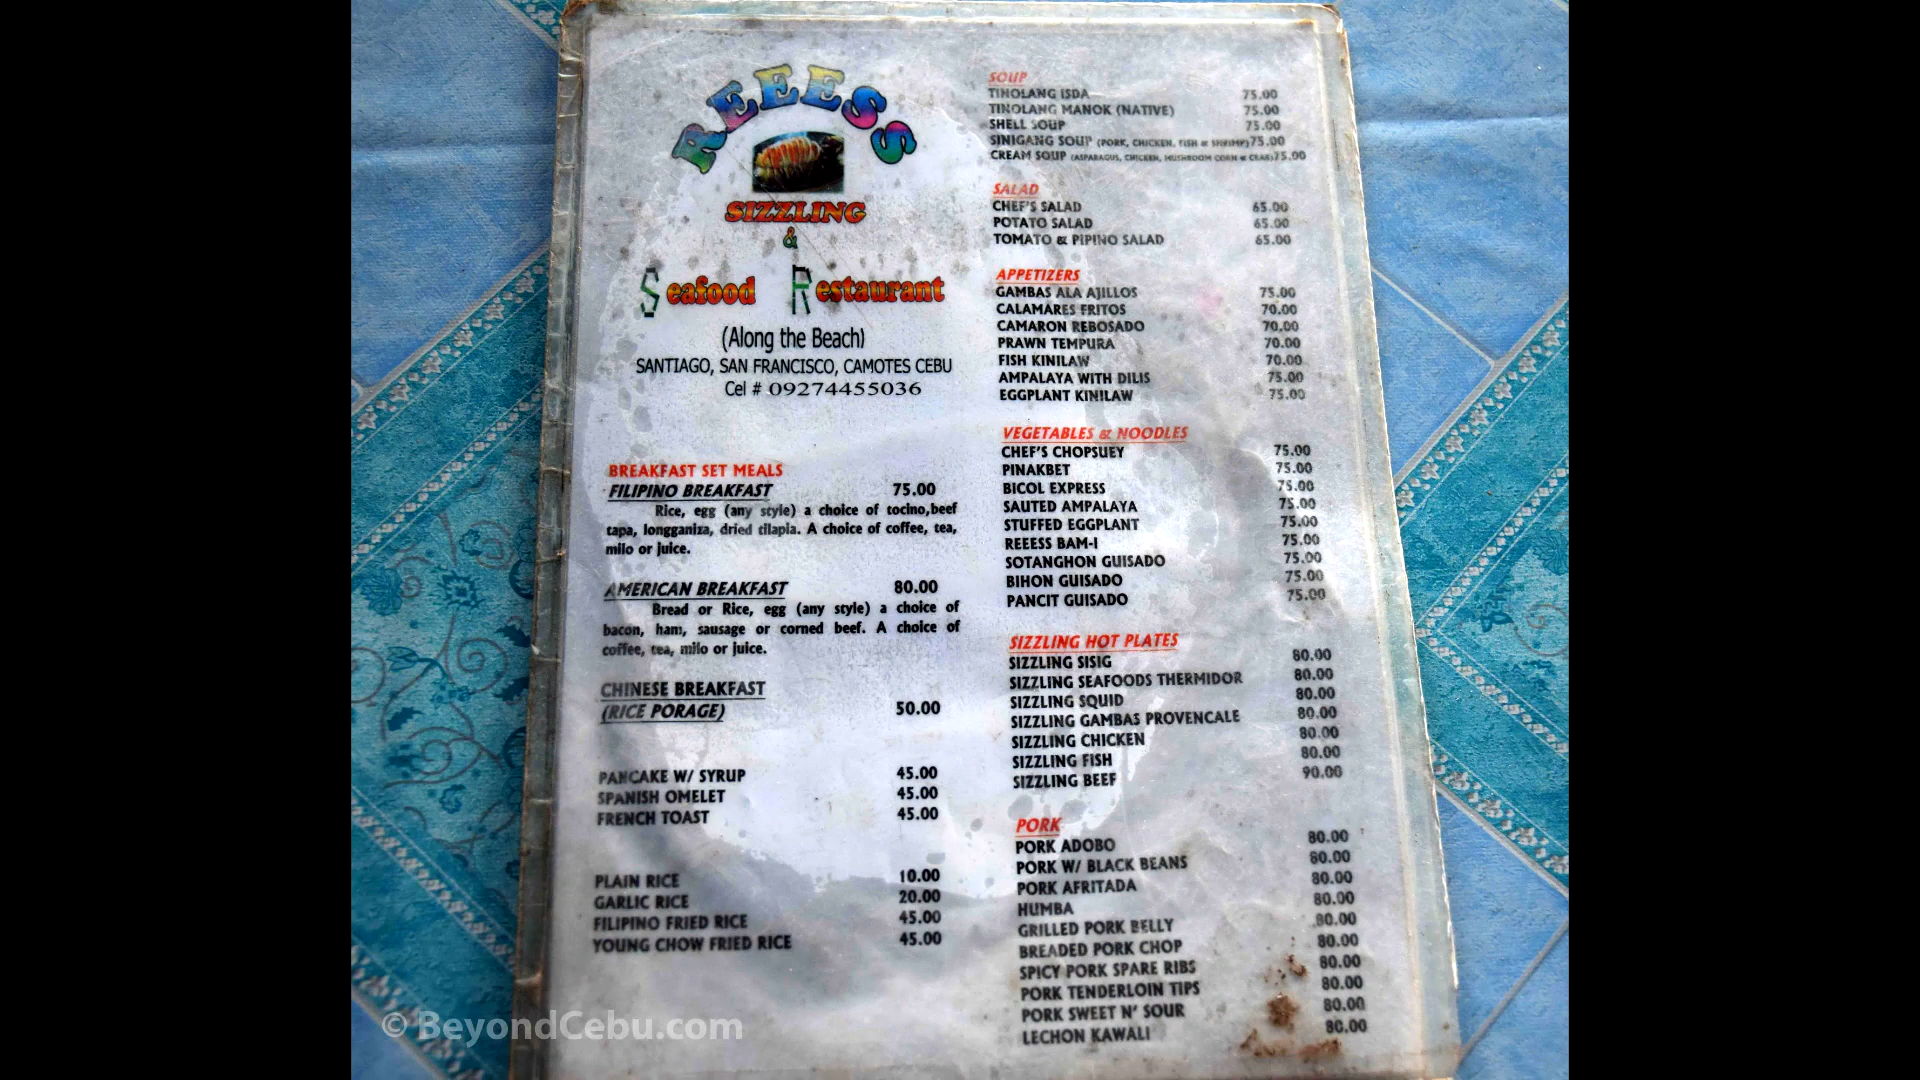 REEESS
SIZZLING
&
Seafood Restaurant
(Along the Beach)
SANTIAGO, SAN FRANCISCO, CAMOTES CEBU
Cel # 09274455036
BREAKFAST SET MEALS
FILIPINO BREAKFAST 75.00
Rice, egg (any style) a choice of tocino,beef
tapa, longganiza, dried tilapia. A choice of coffee, tea,
milo or juice.
AMERICAN BREAKFAST 80.00
Bread or Rice, egg (any style) a choice of
bacon, ham, sausage or corned beef. A choice of
coffee, tea, milo or juice.
CHINESE BREAKFAST
(RICE PORAGE) 50.00
PANCAKE W/ SYRUP 45.00
SPANISH OMELET 45.00
FRENCH TOAST 45.00
PLAIN RICE 10.00
GARLIC RICE 20.00
FILIPINO FRIED RICE 45.00
YOUNG CHOW FRIED RICE 45.00
SOUP
TINOLANG ISDA 75.00
TINOLANG MANOK (NATIVE) 75.00
SHELL SOUP 75.00
SINIGANG SOUP (PORK, CHICKEN, FISH & SHRIMP) 75.00
CREAM SOUP (ASPARAGUS, CHICKEN, MUSHROOM CORN & CRAB) 75.00
SALAD
CHEF'S SALAD 65.00
POTATO SALAD 65.00
TOMATO & PIPINO SALAD 65.00
APPETIZERS
GAMBAS ALA AJILLOS 75.00
CALAMARES FRITOS 70.00
CAMARON REBOSADO 70.00
PRAWN TEMPURA 70.00
FISH KINILAW 70.00
AMPALAYA WITH DILIS 75.00
EGGPLANT KINILAW 75.00
VEGETABLES & NOODLES
CHEF'S CHOPSUEY 75.00
PINAKBET 75.00
BICOL EXPRESS 75.00
SAUTED AMPALAYA 75.00
STUFFED EGGPLANT 75.00
REEESS BAM-I 75.00
SOTANGHON GUISADO 75.00
BIHON GUISADO 75.00
PANCIT GUISADO 75.00
SIZZLING HOT PLATES
SIZZLING SISIG 80.00
SIZZLING SEAFOODS THERMIDOR 80.00
SIZZLING SQUID 80.00
SIZZLING GAMBAS PROVENCALE 80.00
SIZZLING CHICKEN 80.00
SIZZLING FISH 80.00
SIZZLING BEEF 90.00
PORK
PORK ADOBO 80.00
PORK W/ BLACK BEANS 80.00
PORK AFRITADA 80.00
HUMBA 80.00
GRILLED PORK BELLY 80.00
BREADED PORK CHOP 80.00
SPICY PORK SPARE RIBS 80.00
PORK TENDERLOIN TIPS 80.00
PORK SWEET N' SOUR 80.00
LECHON KAWALI 80.00
© BeyondCebu.com